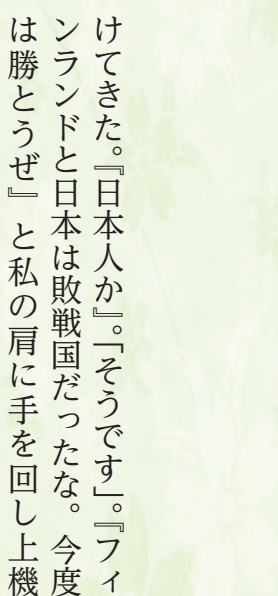 けてきた。『日本人か』。「そうです」。『フィ
ンランドと日本は敗戦国だったな。今度
は勝とうぜ』と私の肩に手を回し上機